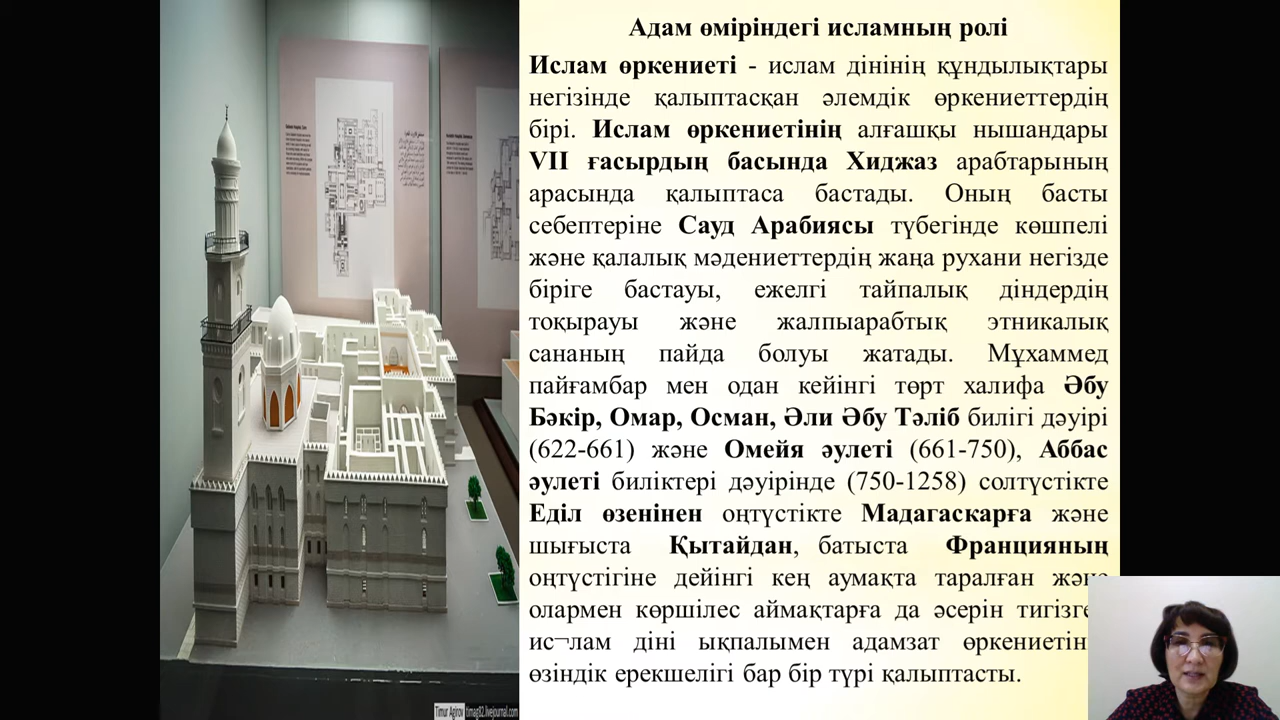 Адам өміріндегі исламның ролі
Ислам өркениеті - ислам дінінің құндылықтары
негізінде қалыптасқан әлемдік өркениеттердің
бірі. Ислам өркениетінің алғашқы нышандары
VII ғасырдың басында Хиджаз арабтарының
арасында қалыптаса бастады. Оның басты
себептеріне Сауд Арабиясы түбегінде көшпелі
және қалалық мәдениеттердің жаңа рухани негізде
біріге бастауы, ежелгі тайпалық діндердің
тоқырауы және жалпыарабтық этникалық
сананың пайда болуы жатады. Мұхаммед
пайғамбар мен одан кейінгі төрт халифа Әбу
Бәкір, Омар, Осман, Әли Әбу Тәліб билігі дәуірі
(622-661) және Омейя әулеті (661-750), Аббас
әулеті биліктері дәуірінде (750-1258) солтүстікте
Еділ өзенінен оңтүстікте Мадагаскарға және
шығыста Қытайдан, батыста Францияның
оңтүстігіне дейінгі кең аумақта таралған және
олармен көршілес аймақтарға да әсерін тигізге
ис¬лам діні ықпалымен адамзат өркениетін
өзіндік ерекшелігі бар бір түрі қалыптасты.
Timur Agirov timag82.livejournal.com